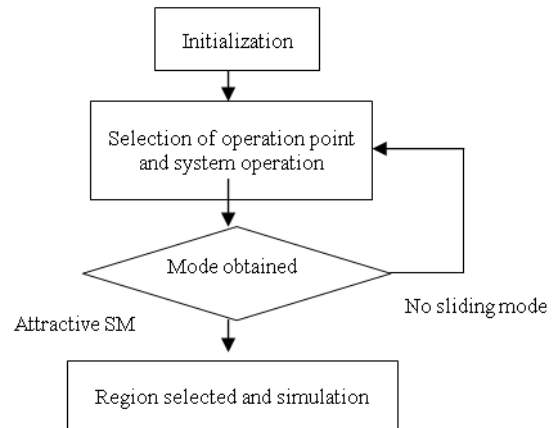 Initialization
Selection of operation point
and system operation
Mode obtained
No sliding mode
Attractive SM
Region selected and simulation